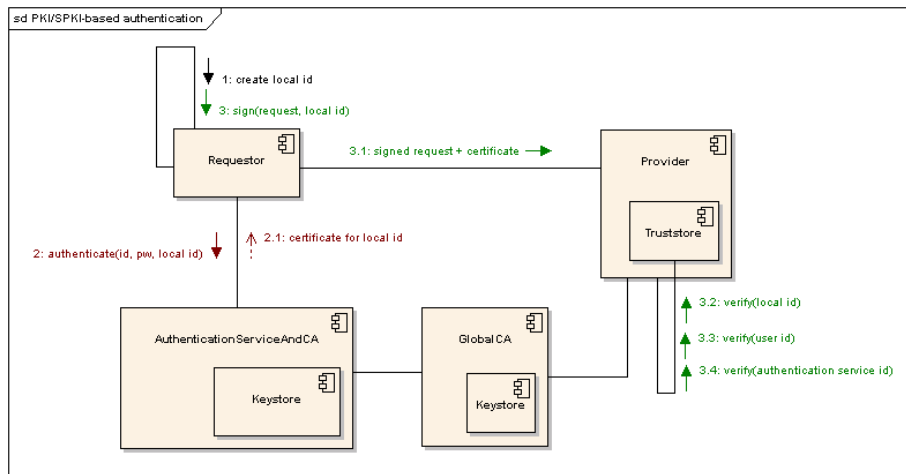 sd PKI/SPKI-based authentication
1: create local id
3: sign(request, local id)
Requestor
3.1: signed request + certificate
Provider
Truststore
2: authenticate(id, pw, local id)
2.1: certificate for local id
AuthenticationServiceAndCA
Keystore
GlobalCA
Keystore
3.2: verify(local id)
3.3: verify(user id)
3.4: verify(authentication service id)